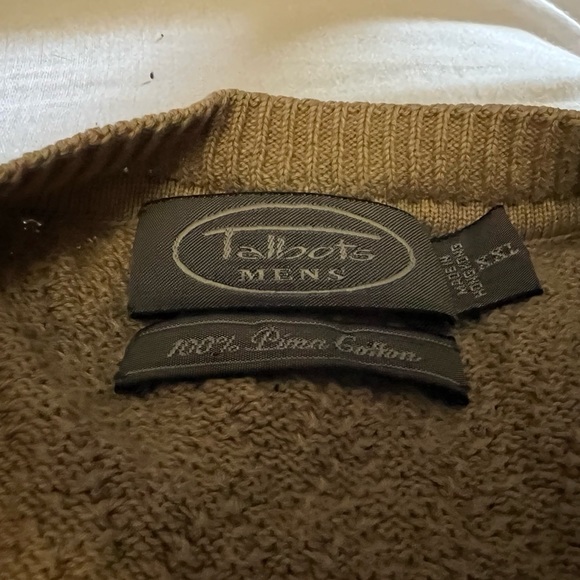 Talbots
MENS
XXL
MADE IN
HONG KONG
100% Pima Cotton